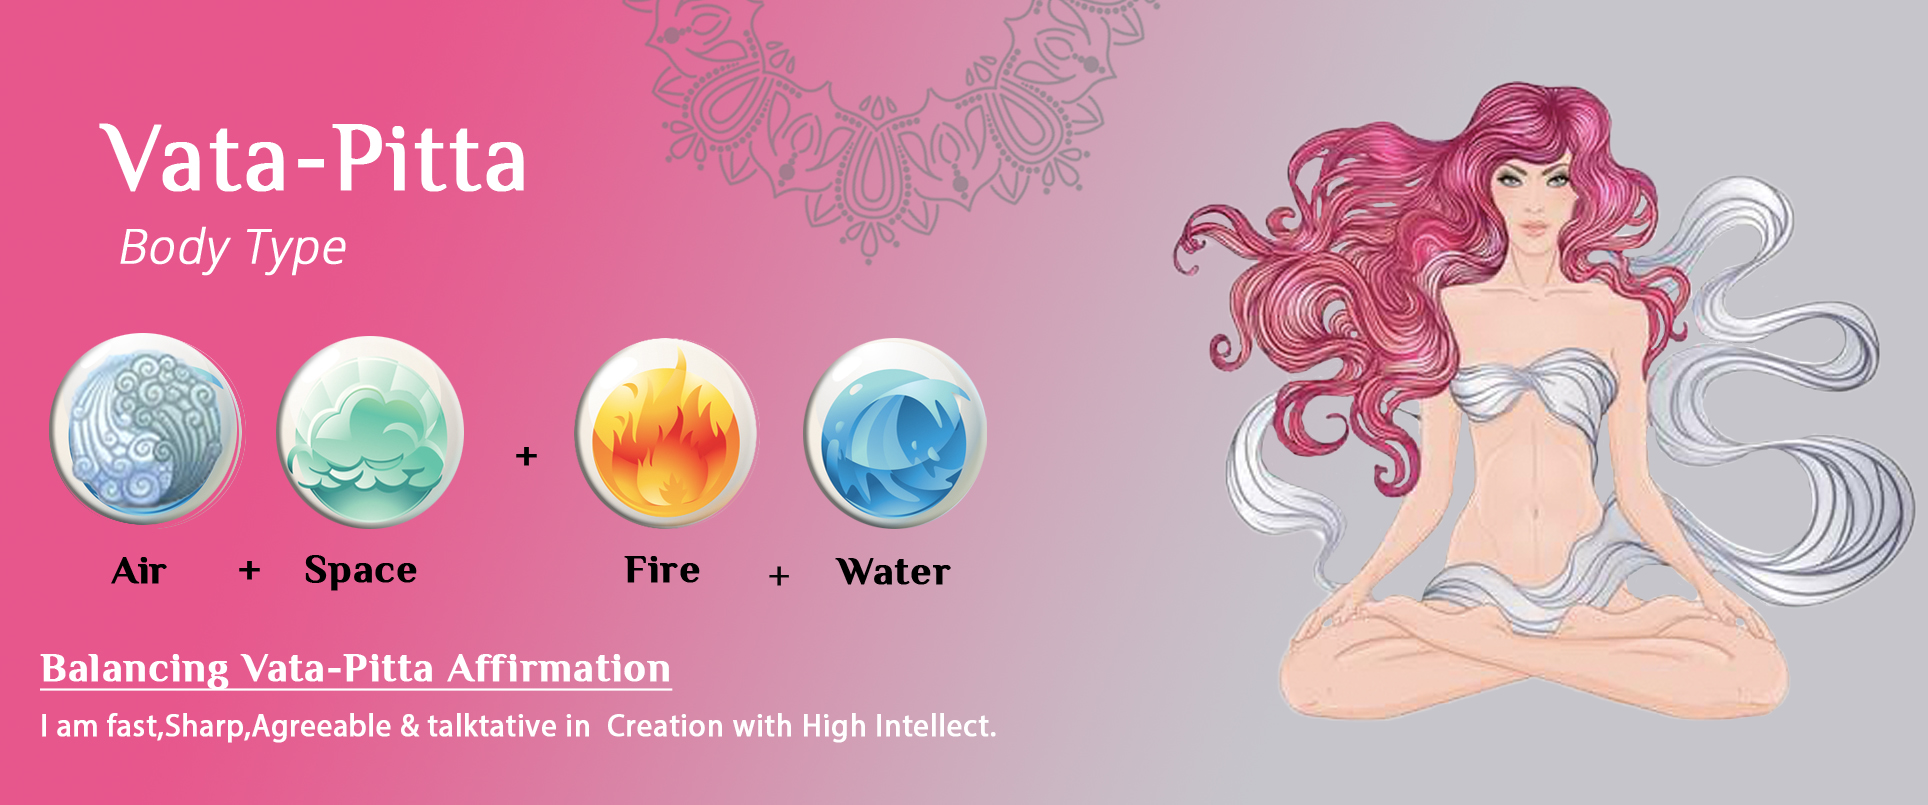 Vata-Pitta
Body Type
+
Air + Space Fire + Water
Balancing Vata-Pitta Affirmation
I am fast,Sharp,Agreeable & talktative in Creation with High Intellect.